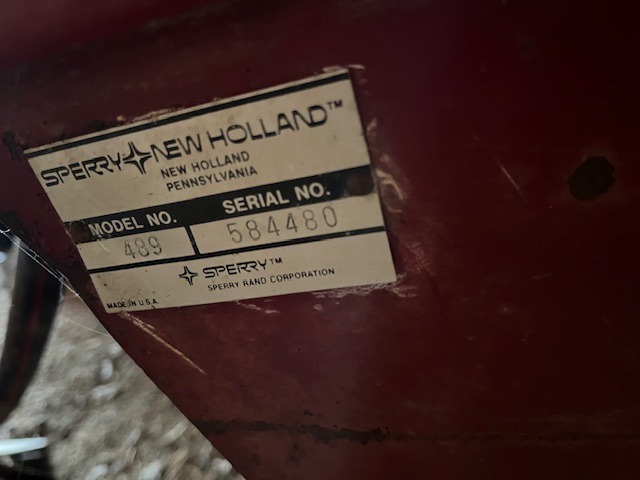 SPERRY NEW HOLLAND™
NEW HOLLAND
PENNSYLVANIA
MODEL NO. SERIAL NO.
489 584480
SPERRY™
SPERRY RAND CORPORATION
MADE IN U.S.A.